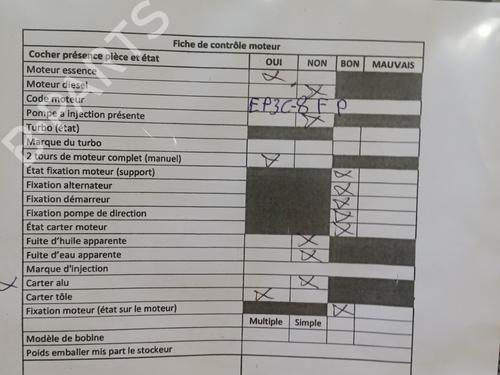 Fiche de contrôle moteur
Cocher présence pièce et état OUI NON BON MAUVAIS
Moteur essence X
Moteur diesel X
Code moteur EP3C-8 F P
Pompe a injection présente X
Turbo (état)
Marque du turbo
2 tours de moteur complet (manuel) X
État fixation moteur (support) X
Fixation alternateur X
Fixation démarreur X
Fixation pompe de direction X
État carter moteur X
Fuite d'huile apparente X
Fuite d'eau apparente X
Marque d'injection
X Carter alu X
Carter tôle X
Fixation moteur (état sur le moteur) X
Multiple Simple
Modèle de bobine
Poids emballer mis part le stockeur